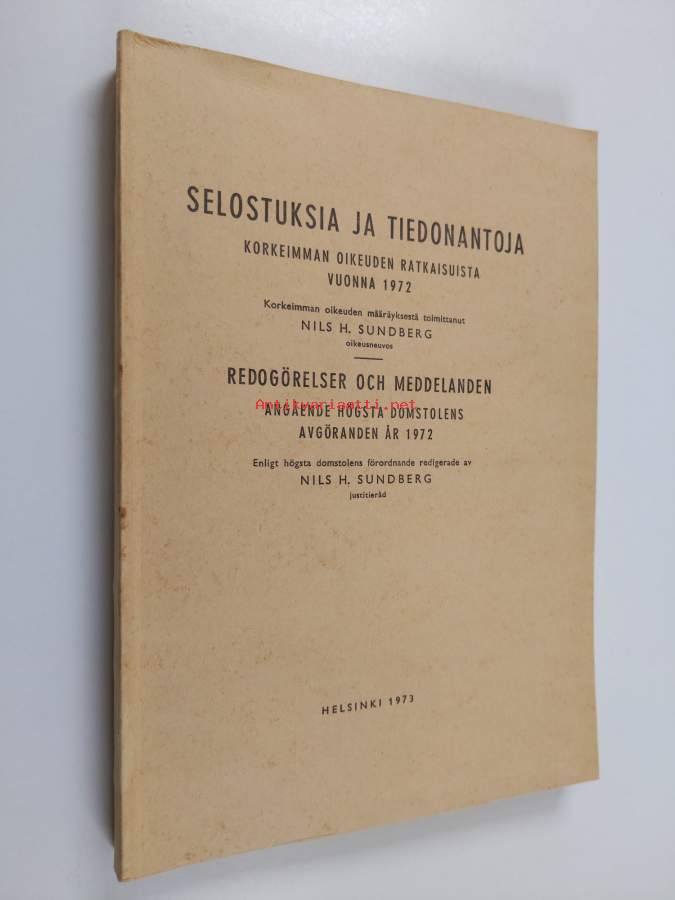 SELOSTUKSIA JA TIEDONANTOJA
KORKEIMMAN OIKEUDEN RATKAISUISTA
VUONNA 1972
Korkeimman oikeuden määräyksestä toimittanut
NILS H. SUNDBERG
oikeusneuvos
REDOGÖRELSER OCH MEDDELANDEN
Antikvariaatti.net
ANGÅENDE HÖGSTA DOMSTOLENS
AVGÖRANDEN ÅR 1972
Enligt högsta domstolens förordnande redigerade av
NILS H. SUNDBERG
justitieråd
HELSINKI 1973